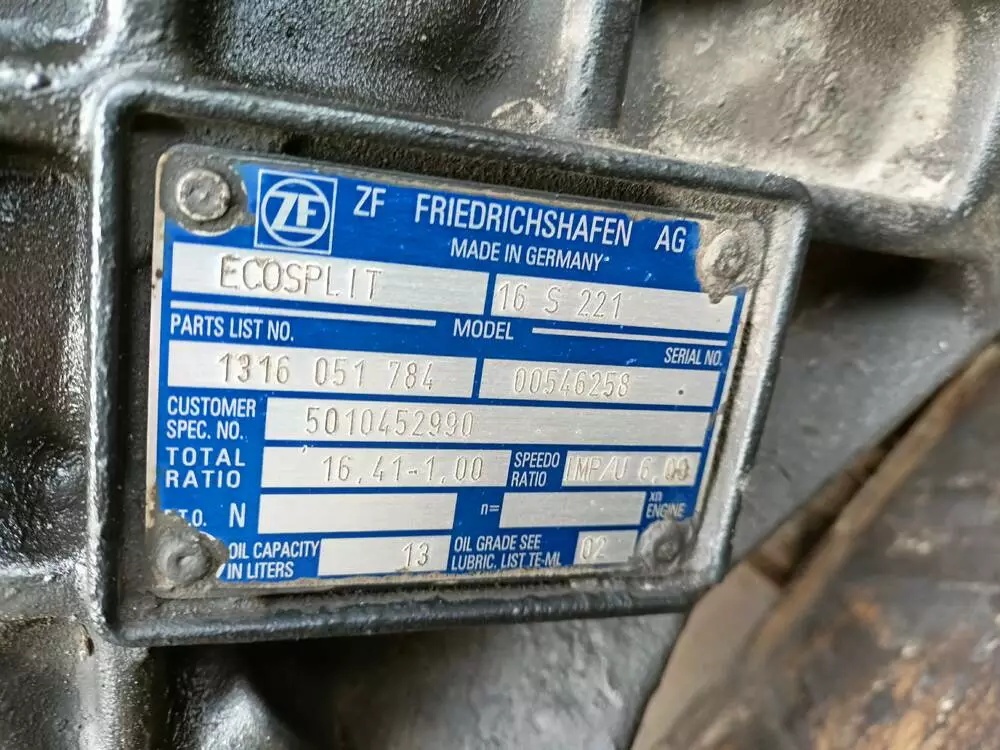 ZF ZF FRIEDRICHSHAFEN AG
MADE IN GERMANY
ECOSPLIT 16 S 221
PARTS LIST NO. MODEL SERIAL NO.
1316 051 784 00546258
CUSTOMER SPEC. NO. 5010452990
TOTAL RATIO 16,41-1,00 SPEEDO RATIO IMP/U 6,00
P.T.O. N n= xn ENGINE
OIL CAPACITY IN LITERS 13 OIL GRADE SEE LUBRIC. LIST TE-ML 02